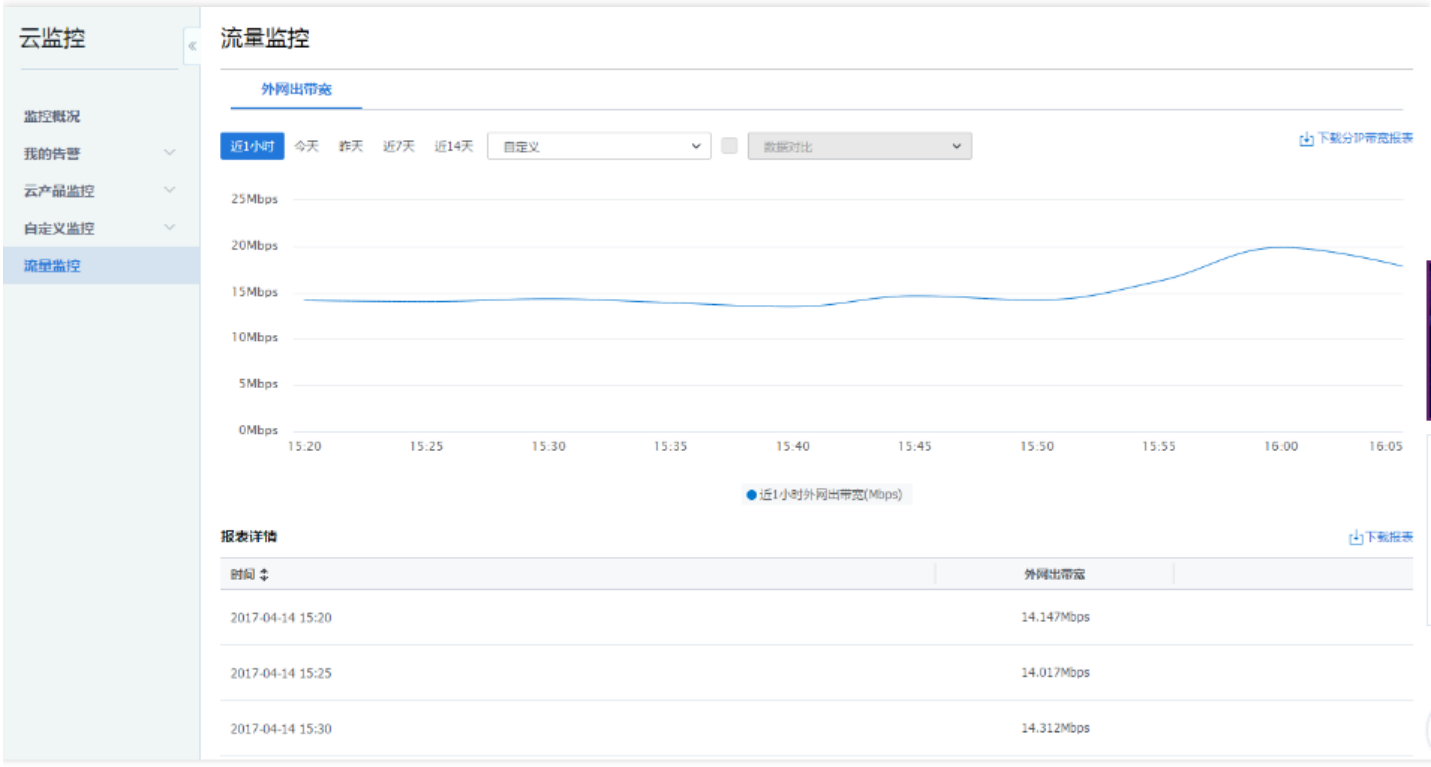 云监控
«
流量监控
外网出带宽
监控概况
我的告警
云产品监控
自定义监控
流量监控
近1小时 今天 昨天 近7天 近14天 自定义 数据对比 下载分IP带宽报表
25Mbps
20Mbps
15Mbps
10Mbps
5Mbps
0Mbps
15:20 15:25 15:30 15:35 15:40 15:45 15:50 15:55 16:00 16:05
近1小时外网出带宽(Mbps)
报表详情 下载报表
时间 外网出带宽
2017-04-14 15:20 14.147Mbps
2017-04-14 15:25 14.017Mbps
2017-04-14 15:30 14.312Mbps